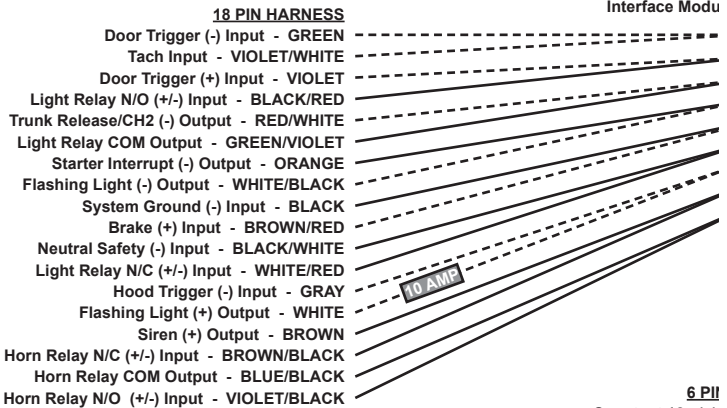 Interface Modu
18 PIN HARNESS
Door Trigger (-) Input - GREEN
Tach Input - VIOLET/WHITE
Door Trigger (+) Input - VIOLET
Light Relay N/O (+/-) Input - BLACK/RED
Trunk Release/CH2 (-) Output - RED/WHITE
Light Relay COM Output - GREEN/VIOLET
Starter Interrupt (-) Output - ORANGE
Flashing Light (-) Output - WHITE/BLACK
System Ground (-) Input - BLACK
Brake (+) Input - BROWN/RED
Neutral Safety (-) Input - BLACK/WHITE
Light Relay N/C (+/-) Input - WHITE/RED
Hood Trigger (-) Input - GRAY
10 AMP
Flashing Light (+) Output - WHITE
Siren (+) Output - BROWN
Horn Relay N/C (+/-) Input - BROWN/BLACK
Horn Relay COM Output - BLUE/BLACK
Horn Relay N/O (+/-) Input - VIOLET/BLACK
6 PIN